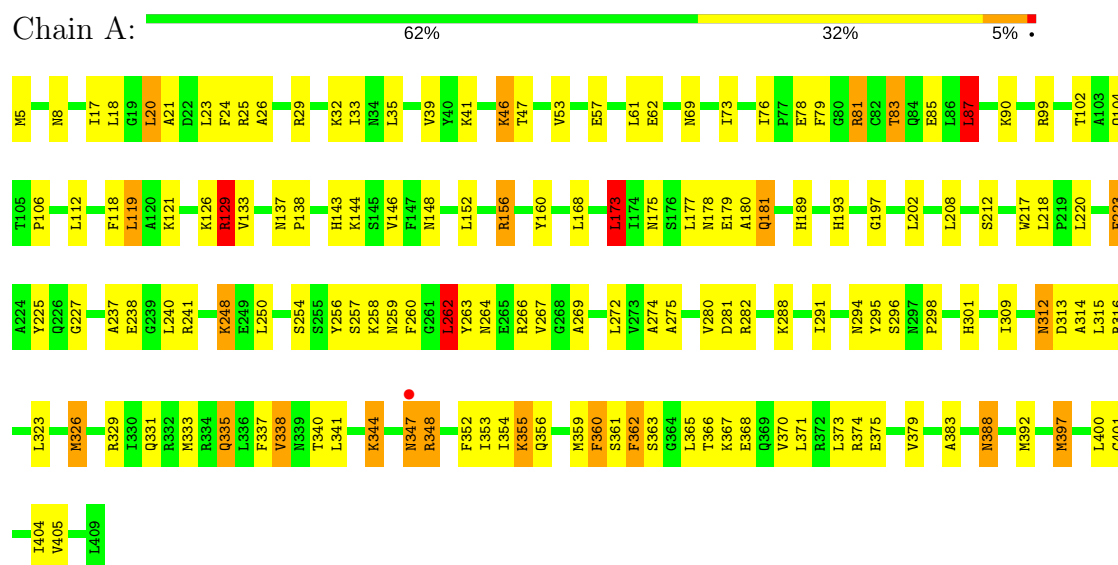 Chain A:
62% 32% 5% •
M5 N8 I17 L18 G19 L20 A21 D22 L23 F24 R25 A26 R29 K32 I33 N34 L35 V39 Y40 K41 K46 T47 V53 E57 L61 E62 N69 I73 I76 P77 E78 F79 G80 R81 C82 T83 Q84 E85 L86 L87 K90 R99 T102 A103
T105 P106 L112 F118 L119 A120 K121 K126 R129 V133 N137 P138 H143 K144 S145 V146 F147 N148 L152 R156 Y160 L168 L173 I174 N175 S176 L177 N178 E179 A180 Q181 H189 H193 G197 L202 L208 S212 W217 L218 P219 L220
A224 Y225 Q226 G227 A237 E238 G239 L240 R241 K248 E249 L250 S254 S255 Y256 S257 K258 N259 F260 G261 L262 Y263 N264 E265 R266 V267 G268 A269 L272 V273 A274 A275 V280 D281 R282 K288 I291 N294 Y295 S296 N297 P298 H301 I309 N312 D313 A314 L315
L323 M326 R329 I330 Q331 R332 M333 R334 Q335 L336 F337 V338 N339 T340 L341 K344 N347 R348 F352 I353 I354 K355 Q356 M359 F360 S361 F362 S363 G364 L365 T366 K367 E368 Q369 V370 L371 R372 L373 R374 E375 V379 A383 N388 M392 M397 L400
I404 V405 L409